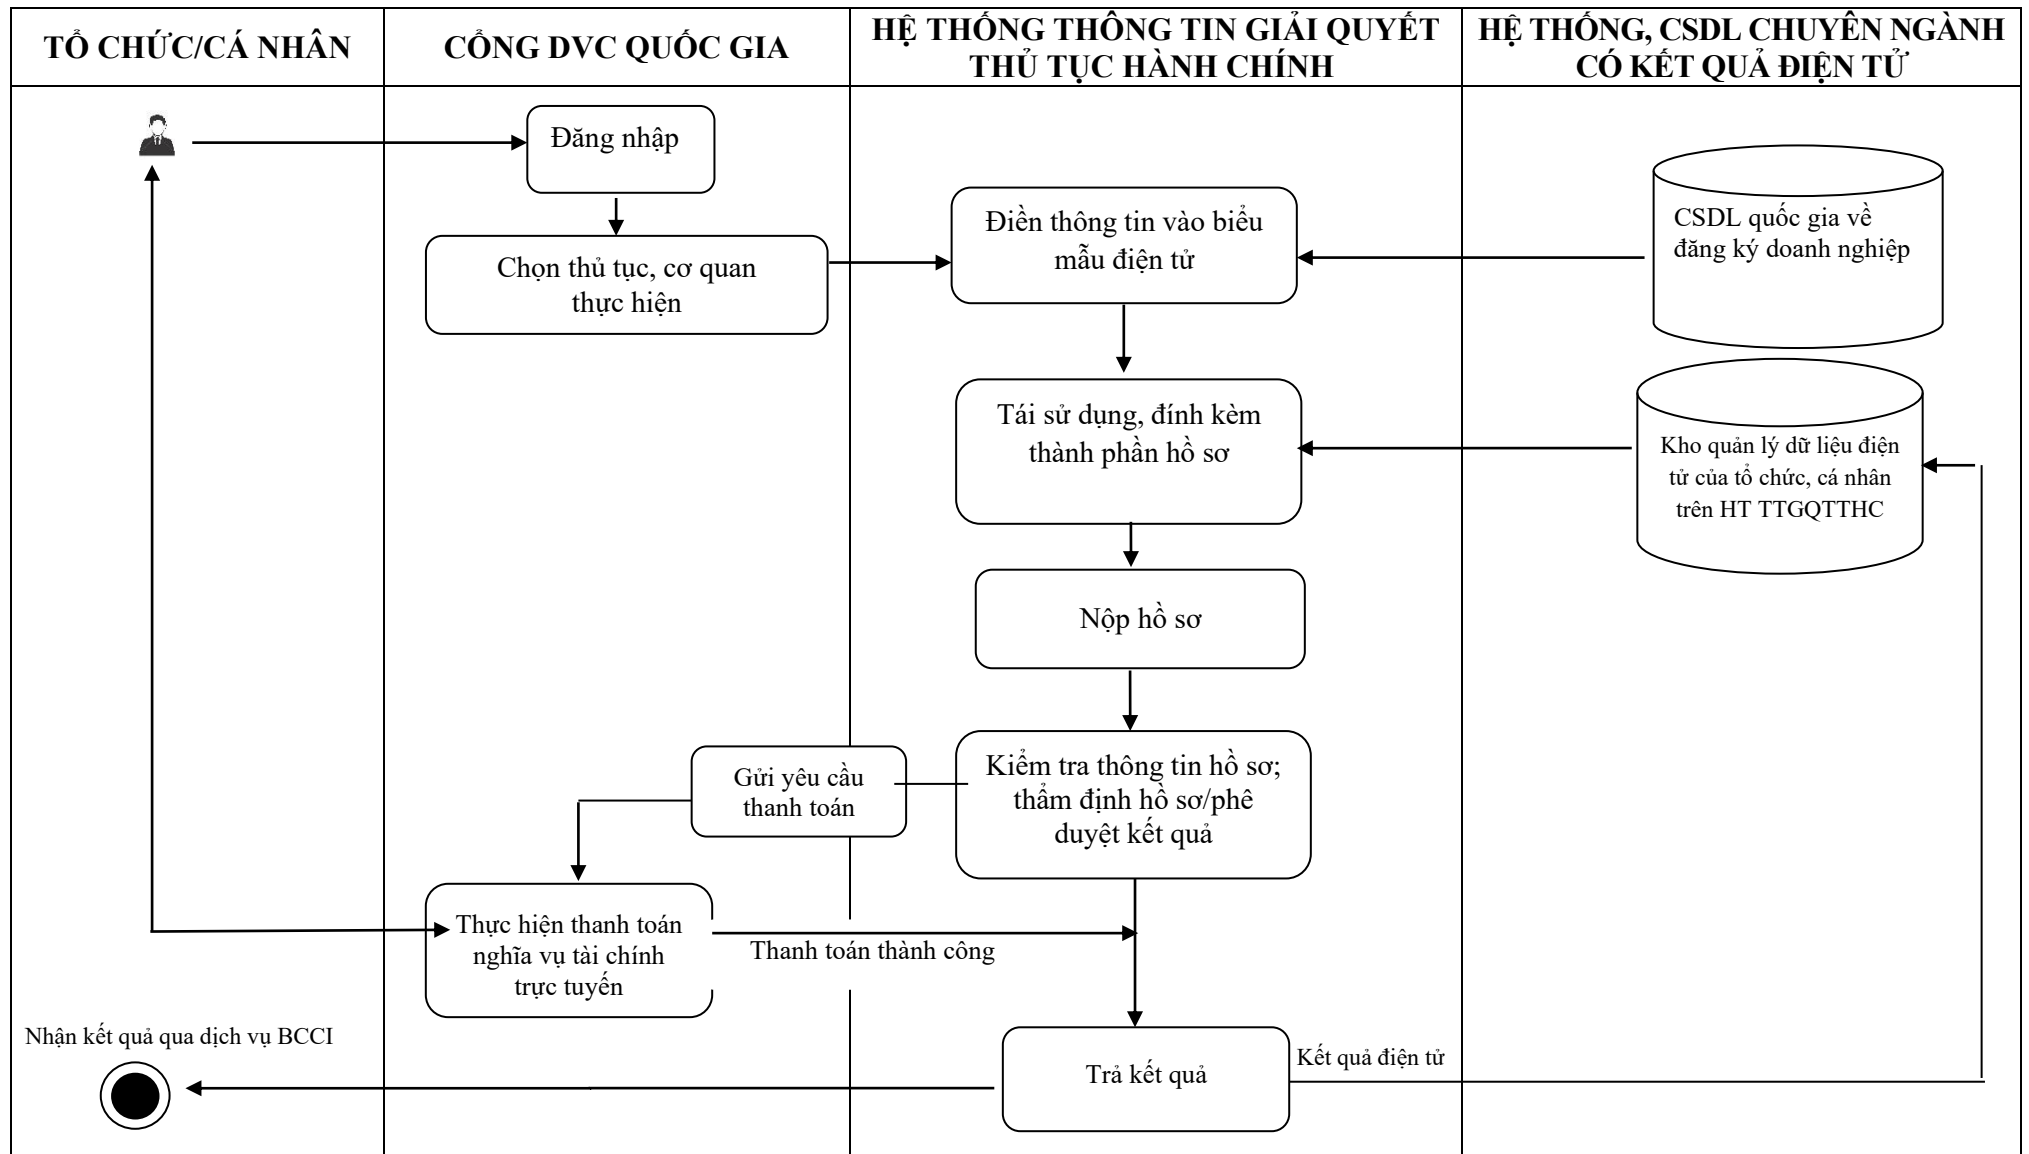 TỔ CHỨC/CÁ NHÂN
CỔNG DVC QUỐC GIA
HỆ THỐNG THÔNG TIN GIẢI QUYẾT
THỦ TỤC HÀNH CHÍNH
HỆ THỐNG, CSDL CHUYÊN NGÀNH
CÓ KẾT QUẢ ĐIỆN TỬ
Đăng nhập
Chọn thủ tục, cơ quan
thực hiện
Điền thông tin vào biểu
mẫu điện tử
CSDL quốc gia về
đăng ký doanh nghiệp
Tái sử dụng, đính kèm
thành phần hồ sơ
Kho quản lý dữ liệu điện
tử của tổ chức, cá nhân
trên HT TTGQTTHC
Nộp hồ sơ
Kiểm tra thông tin hồ sơ;
thẩm định hồ sơ/phê
duyệt kết quả
Gửi yêu cầu
thanh toán
Thực hiện thanh toán
nghĩa vụ tài chính
trực tuyến
Thanh toán thành công
Nhận kết quả qua dịch vụ BCCI
Trả kết quả
Kết quả điện tử